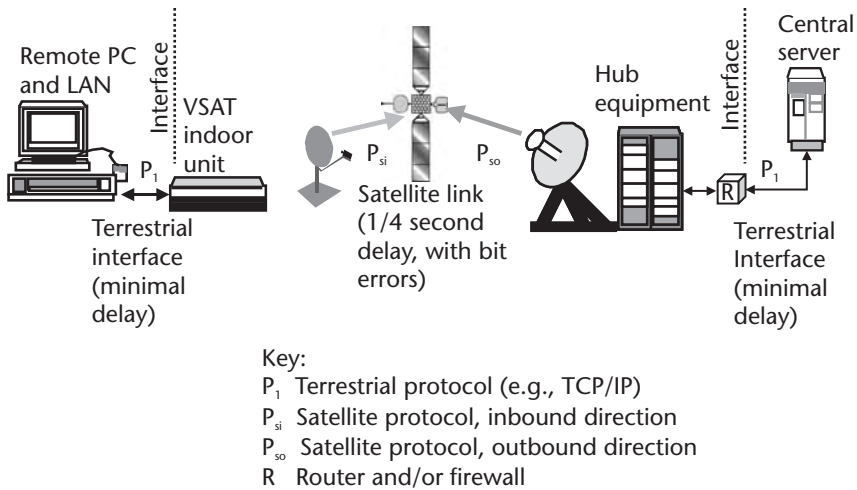 Remote PC
and LAN
Interface
VSAT
indoor
unit
P₁
Terrestrial
interface
(minimal
delay)
Pₛᵢ
Pₛₒ
Satellite link
(1/4 second
delay, with bit
errors)
Hub
equipment
Interface
Central
server
R
P₁
Terrestrial
Interface
(minimal
delay)
Key:
P₁ Terrestrial protocol (e.g., TCP/IP)
Pₛᵢ Satellite protocol, inbound direction
Pₛₒ Satellite protocol, outbound direction
R Router and/or firewall